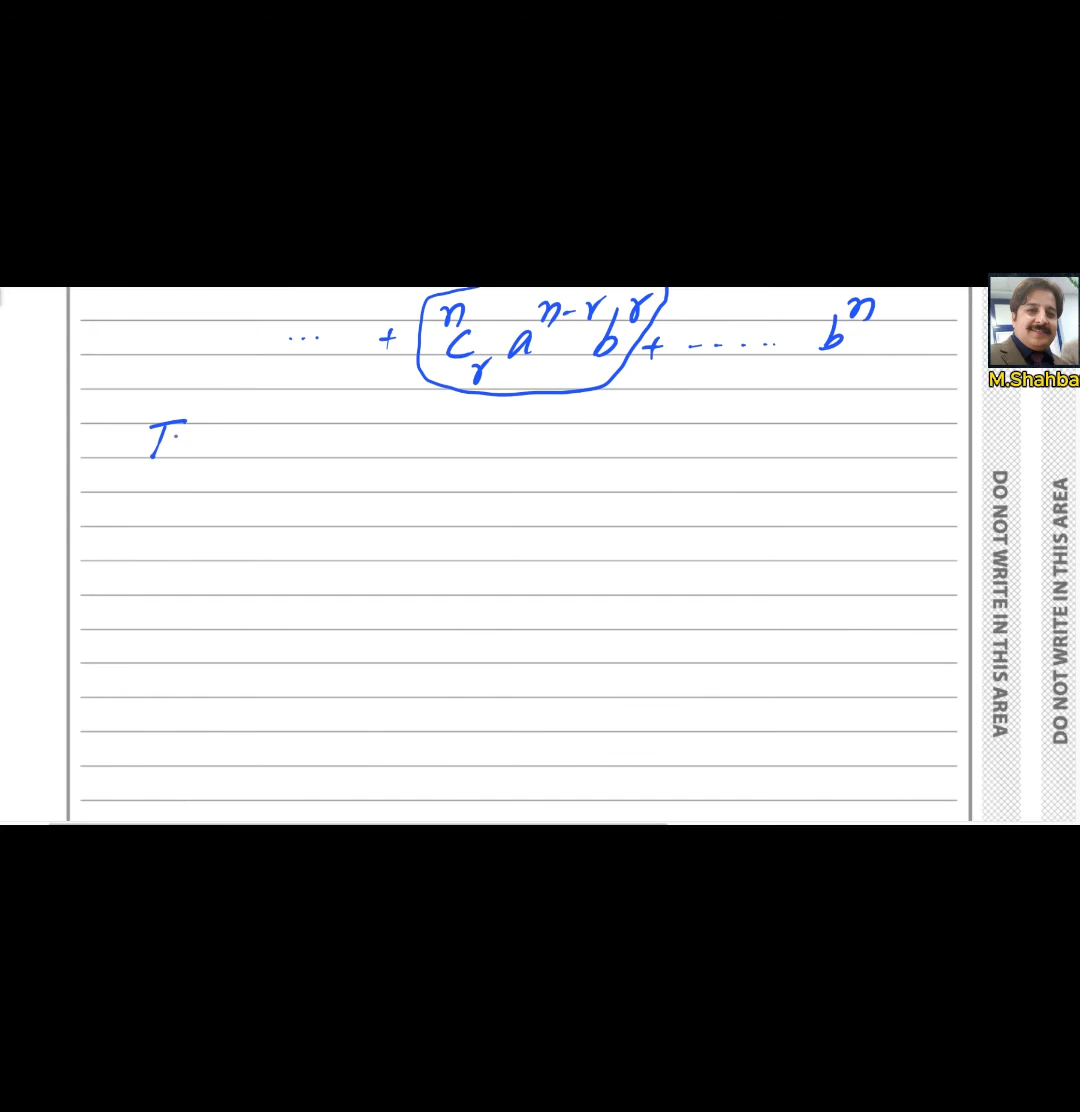 ... + ⁿCᵣ aⁿ⁻ʳ bʳ + ------ bⁿ
M.Shahba
T
DO NOT WRITE IN THIS AREA
DO NOT WRITE IN THIS AREA